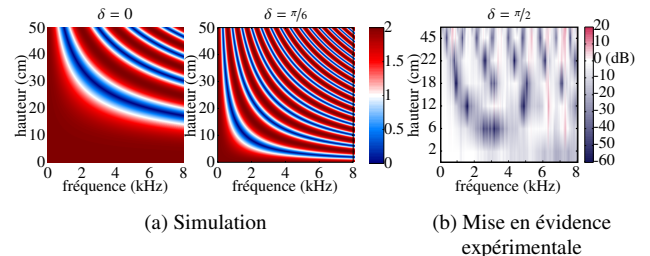 δ = 0
δ = π/6
δ = π/2
hauteur (cm)
50
40
30
20
10
0
0 2 4 6 8
fréquence (kHz)
hauteur (cm)
50
40
30
20
10
0
0 2 4 6 8
fréquence (kHz)
2
1.5
1
0.5
0
hauteur (cm)
45
22
18
12
6
2
0 2 4 6 8
fréquence (kHz)
20
10
0 (dB)
-10
-20
-30
-40
-50
-60
(a) Simulation
(b) Mise en évidence
expérimentale